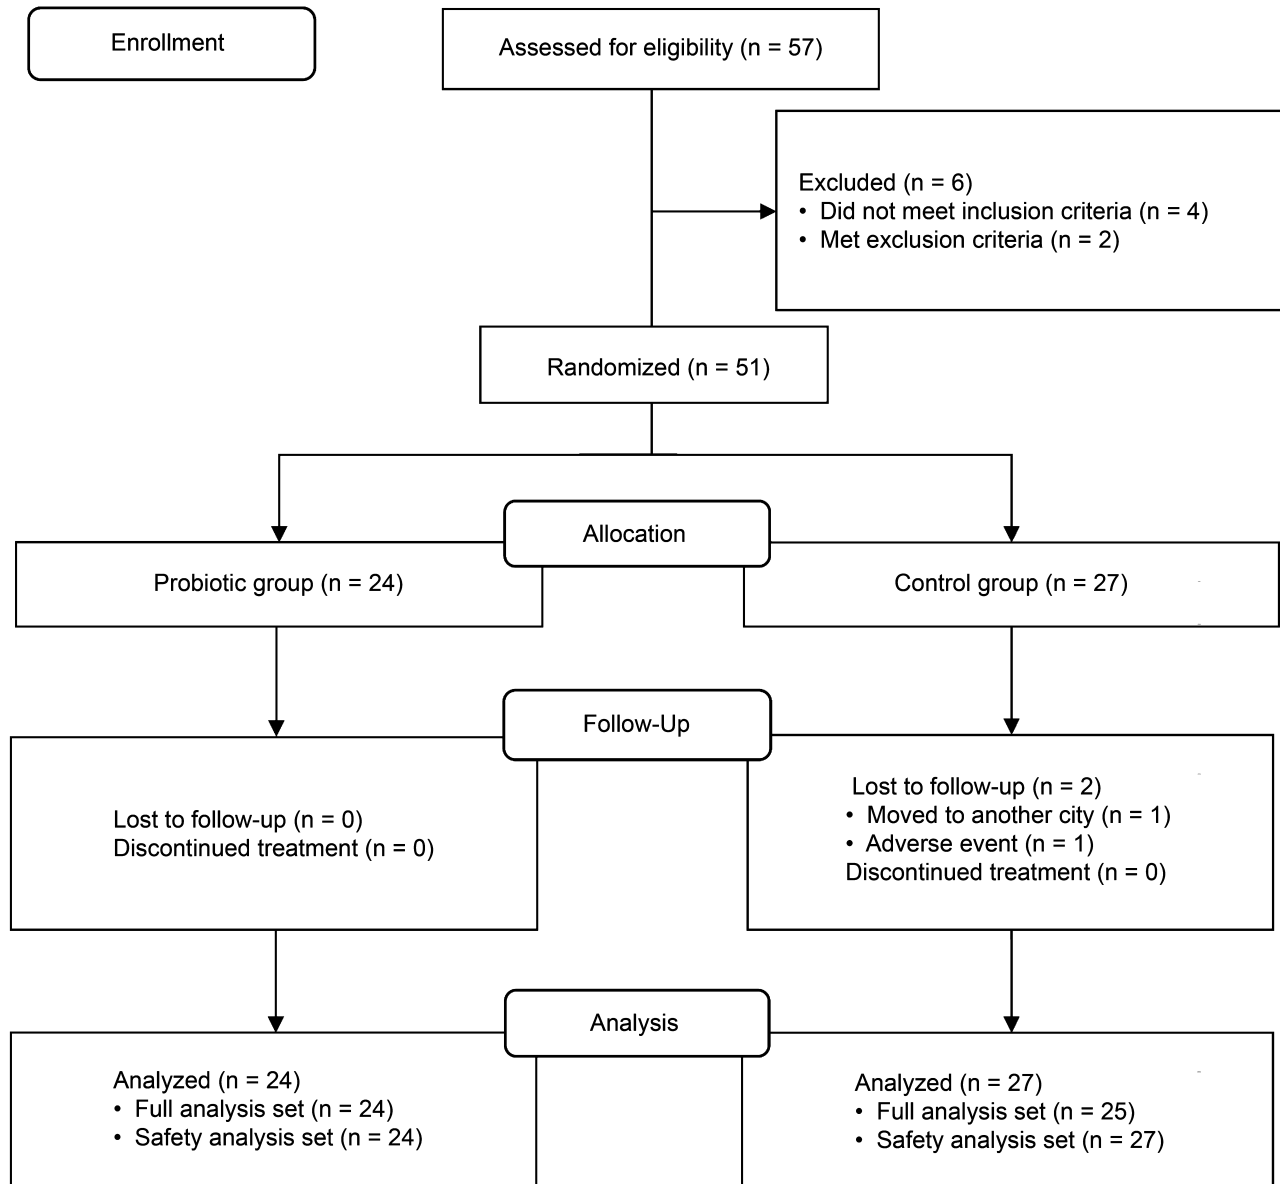 Enrollment
Assessed for eligibility (n = 57)
Excluded (n = 6)
• Did not meet inclusion criteria (n = 4)
• Met exclusion criteria (n = 2)
Randomized (n = 51)
Allocation
Probiotic group (n = 24)
Control group (n = 27)
Follow-Up
Lost to follow-up (n = 0)
Discontinued treatment (n = 0)
Lost to follow-up (n = 2)
• Moved to another city (n = 1)
• Adverse event (n = 1)
Discontinued treatment (n = 0)
Analysis
Analyzed (n = 24)
• Full analysis set (n = 24)
• Safety analysis set (n = 24)
Analyzed (n = 27)
• Full analysis set (n = 25)
• Safety analysis set (n = 27)